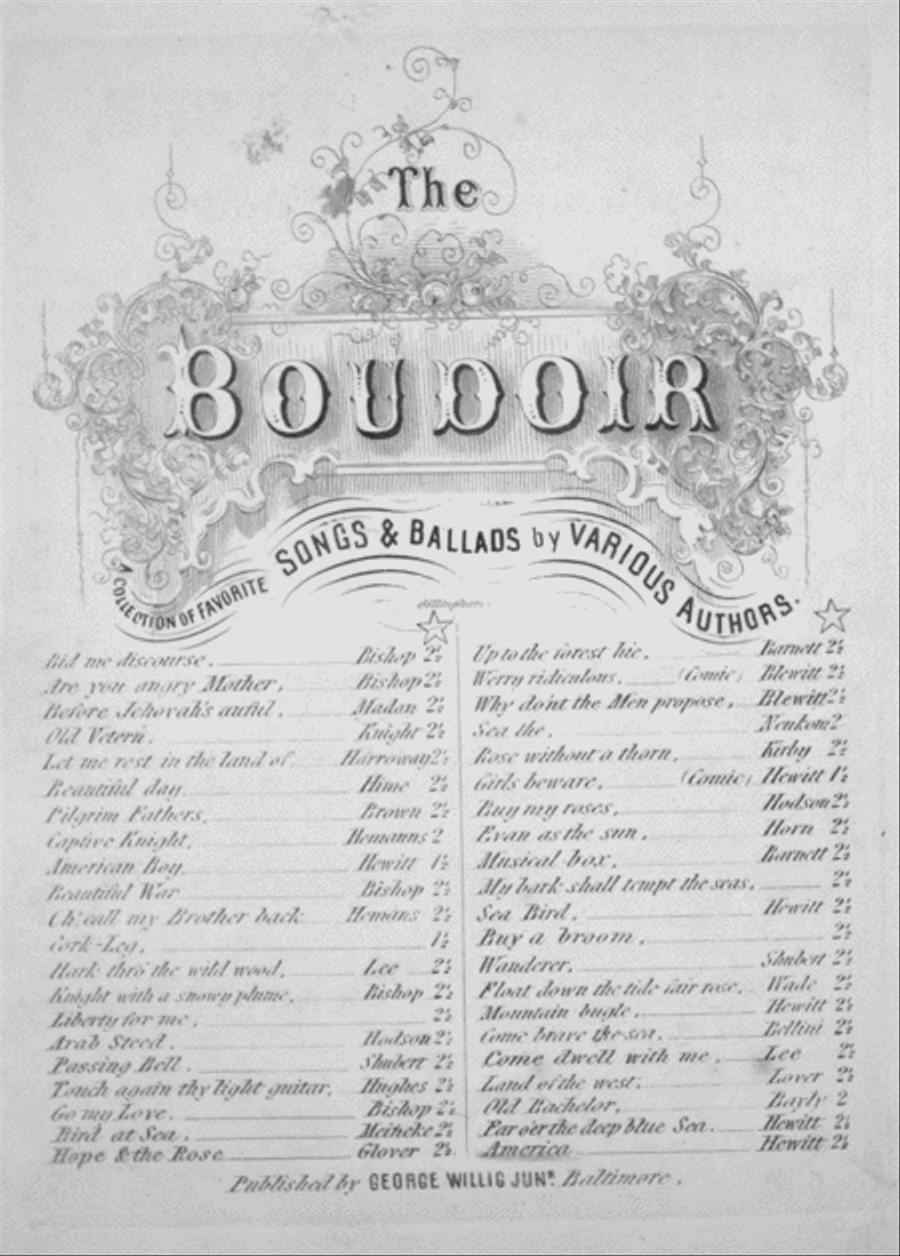 The
BOUDOIR
A COLLECTION OF FAVORITE SONGS & BALLADS by VARIOUS AUTHORS.
Bid me discourse. Bishop 2½
Are you angry Mother. Bishop 2½
Before Jehovah's auful. Madan 2½
Old Vetern. Knight 2½
Let me rest in the land of. Harroway 2½
Beautiful day. Hime 2½
Pilgrim Fathers. Brown 2½
Captive Knight. Hemanns 2
American Boy. Hewitt 1½
Beautiful War Bishop 2½
Oh! call my Brother back Hemans 2½
Cork-Leg. 1½
Hark thro' the wild wood. Lee 2½
Knight with a snowy plume. Bishop 2½
Liberty for me. 2½
Arab Steed. Hodson 2½
Passing Bell. Shubert 2½
Touch again thy light guitar. Hughes 2½
Go my Love. Bishop 2½
Bird at Sea. Meineke 2½
Hope & the Rose Glover 2½
Up to the forest hie. Barnett 2½
Werry ridiculous. (Comic) Blewitt 2½
Why do'nt the Men propose. Blewitt 2½
Sea the. Neukom 2
Rose without a thorn. Kirby 2½
Girls beware. (Comic) Hewitt 1½
Buy my roses. Hodson 2½
Evan as the sun. Horn 2½
Musical-box. Barnett 2½
My bark shall tempt the seas. 2½
Sea Bird. Hewitt 2½
Buy a broom. 2½
Wanderer. Shubert 2½
Float down the tide fair rose. Wade 2½
Mountain bugle. Hewitt 2½
Come brave the sea. Bellini 2½
Come dwell with me. Lee 2½
Land of the west. Lover 2½
Old Bachelor. Bayly 2
Far o'er the deep blue Sea. Hewitt 2½
America Hewitt 2½
Published by GEORGE WILLIG JUNR. Baltimore.